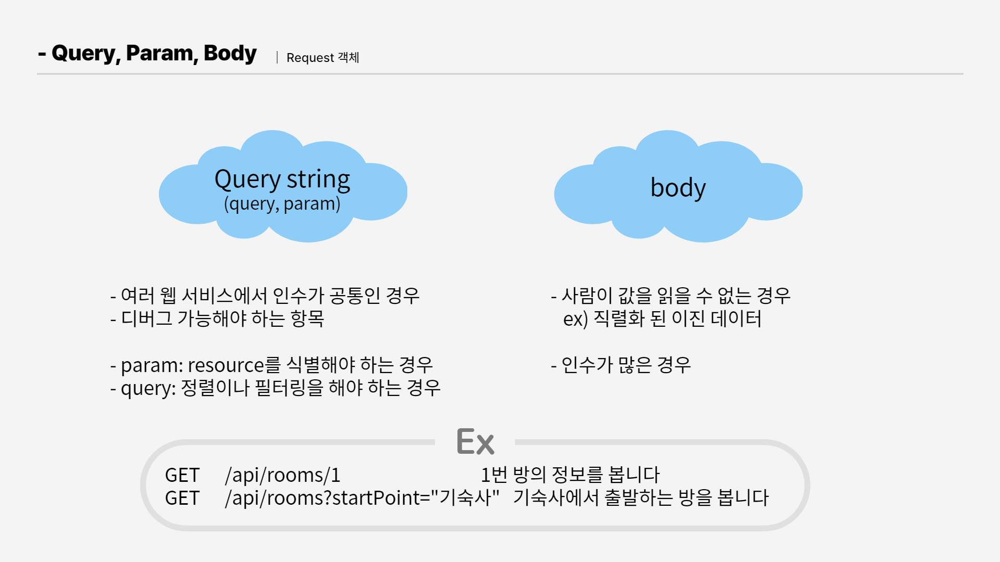 - Query, Param, Body | Request 객체
Query string
(query, param)
body
- 여러 웹 서비스에서 인수가 공통인 경우
- 디버그 가능해야 하는 항목
- param: resource를 식별해야 하는 경우
- query: 정렬이나 필터링을 해야 하는 경우
- 사람이 값을 읽을 수 없는 경우
ex) 직렬화 된 이진 데이터
- 인수가 많은 경우
Ex
GET /api/rooms/1 1번 방의 정보를 봅니다
GET /api/rooms?startPoint="기숙사" 기숙사에서 출발하는 방을 봅니다